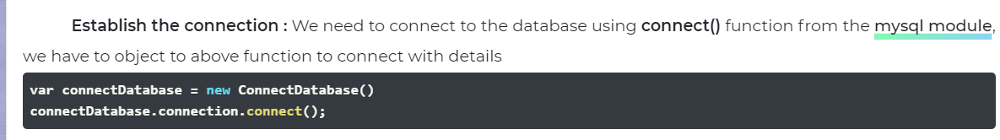 Establish the connection : We need to connect to the database using connect() function from the mysql module,
we have to object to above function to connect with details
var connectDatabase = new ConnectDatabase()
connectDatabase.connection.connect();